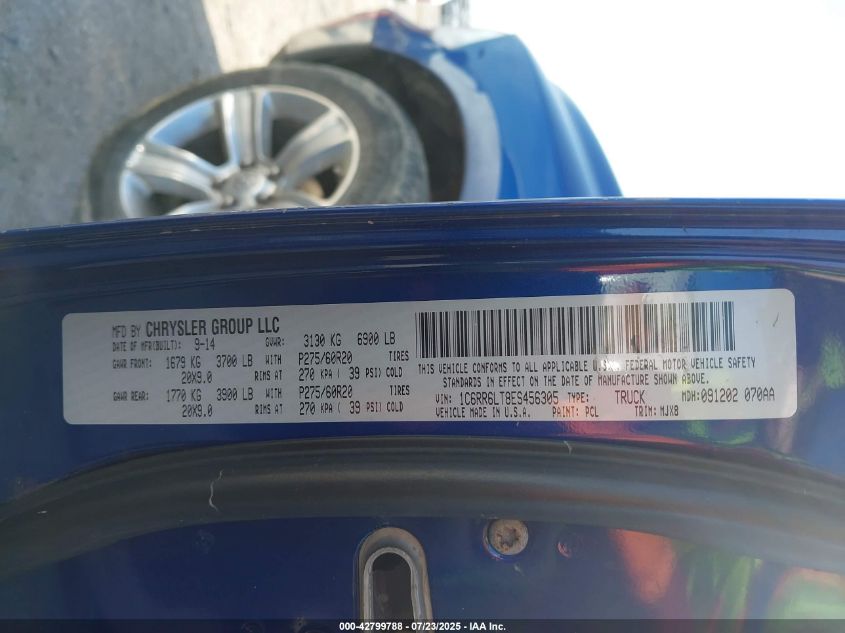 MFD BY CHRYSLER GROUP LLC
DATE OF MFR(BUILT): 9-14 GVWR: 3130 KG 6900 LB
GAWR FRONT: 1679 KG 3700 LB WITH P275/60R20 TIRES
20X9.0 RIMS AT 270 KPA ( 39 PSI) COLD
GAWR REAR: 1770 KG 3900 LB WITH P275/60R20 TIRES
20X9.0 RIMS AT 270 KPA ( 39 PSI) COLD
THIS VEHICLE CONFORMS TO ALL APPLICABLE U.S.A. FEDERAL MOTOR VEHICLE SAFETY
STANDARDS IN EFFECT ON THE DATE OF MANUFACTURE SHOWN ABOVE.
VIN: 1C6RR6LT8ES456305 TYPE: TRUCK MDH:091202 070AA
VEHICLE MADE IN U.S.A. PAINT: PCL TRIM: MJX8
000-42799788 - 07/23/2025 - IAA Inc.